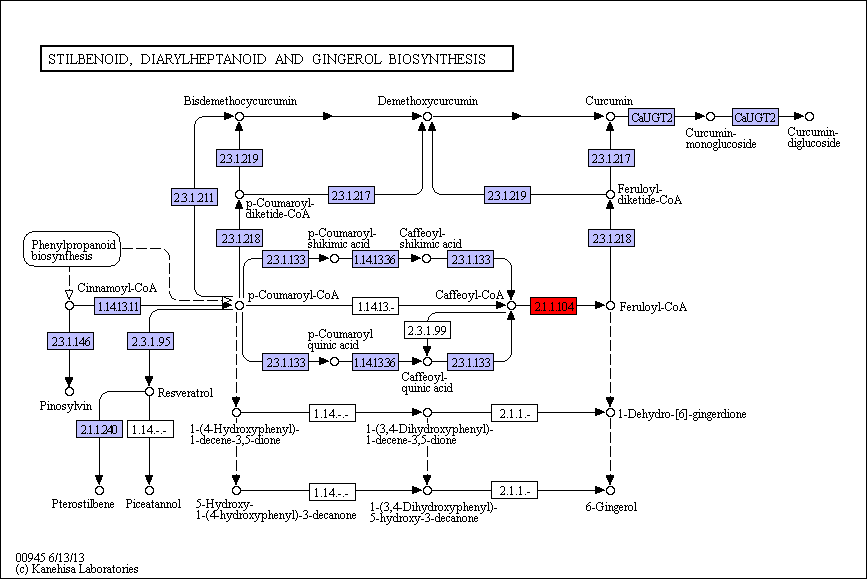 STILBENOID, DIARYLHEPTANOID AND GINGEROL BIOSYNTHESIS
Bisdemethocycurcumin
Demethoxycurcumin
Curcumin
CaUGT2
CaUGT2
Curcumin-
monoglucoside
Curcumin-
diglucoside
2.3.1.219
2.3.1.217
2.3.1.211
2.3.1.217
2.3.1.219
p-Coumaroyl-
diketide-CoA
Feruloyl-
diketide-CoA
2.3.1.218
2.3.1.218
Phenylpropanoid
biosynthesis
p-Coumaroyl-
shikimic acid
Caffeoyl-
shikimic acid
2.3.1.133
1.14.13.36
2.3.1.133
Cinnamoyl-CoA
p-Coumaroyl-CoA
Caffeoyl-CoA
Feruloyl-CoA
1.14.13.11
1.14.13.-
2.1.1.104
2.3.1.99
2.3.1.146
2.3.1.95
p-Coumaroyl
quinic acid
2.3.1.133
1.14.13.36
2.3.1.133
Caffeoyl-
quinic acid
Pinosylvin
Resveratrol
2.1.1.240
1.14.-.-
1.14.-.-
2.1.1.-
1-(4-Hydroxyphenyl)-
1-decene-3,5-dione
1-(3,4-Dihydroxyphenyl)-
1-decene-3,5-dione
1-Dehydro-[6]-gingerdione
1.14.-.-
2.1.1.-
Pterostilbene
Piceatannol
5-Hydroxy-
1-(4-hydroxyphenyl)-3-decanone
1-(3,4-Dihydroxyphenyl)-
5-hydroxy-3-decanone
6-Gingerol
00945 6/13/13
(c) Kanehisa Laboratories